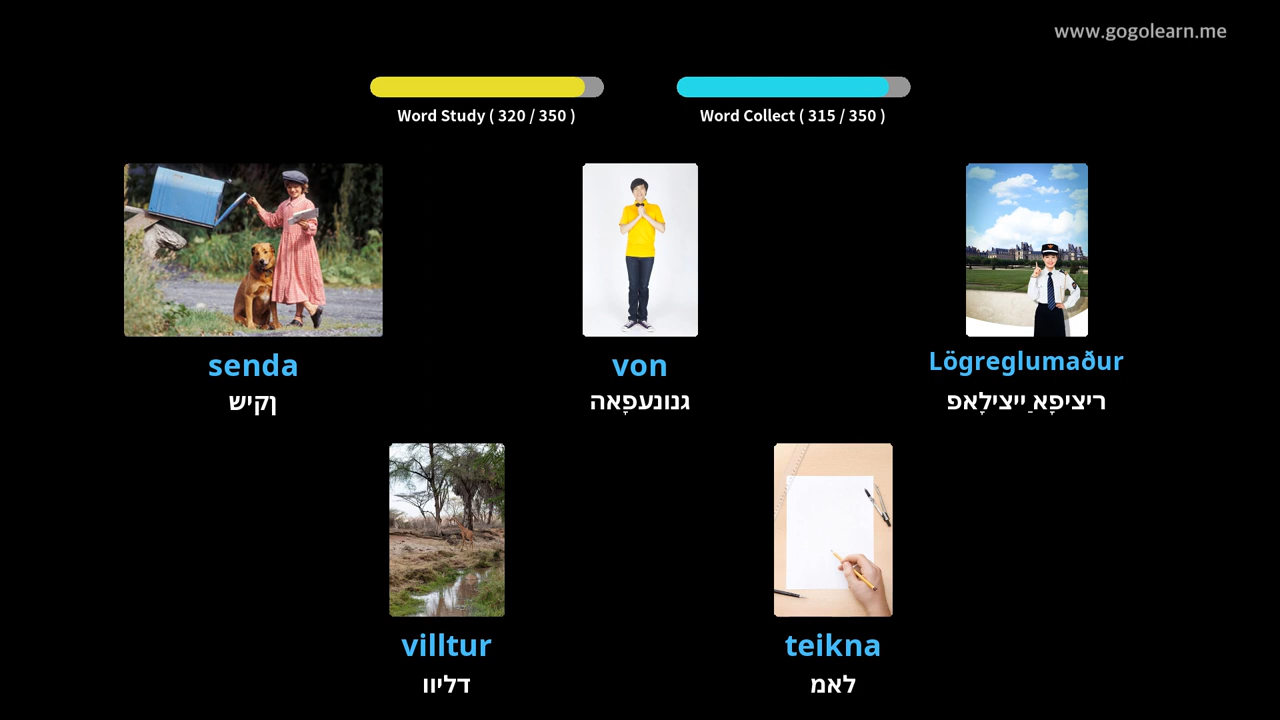 www.gogolearn.me
Word Study ( 320 / 350 )
Word Collect ( 315 / 350 )
senda
ןקיש
von
גנונעפָאה
Lögreglumaður
ריציפָאַייצילָאפ
villtur
דליוו
teikna
לאמ